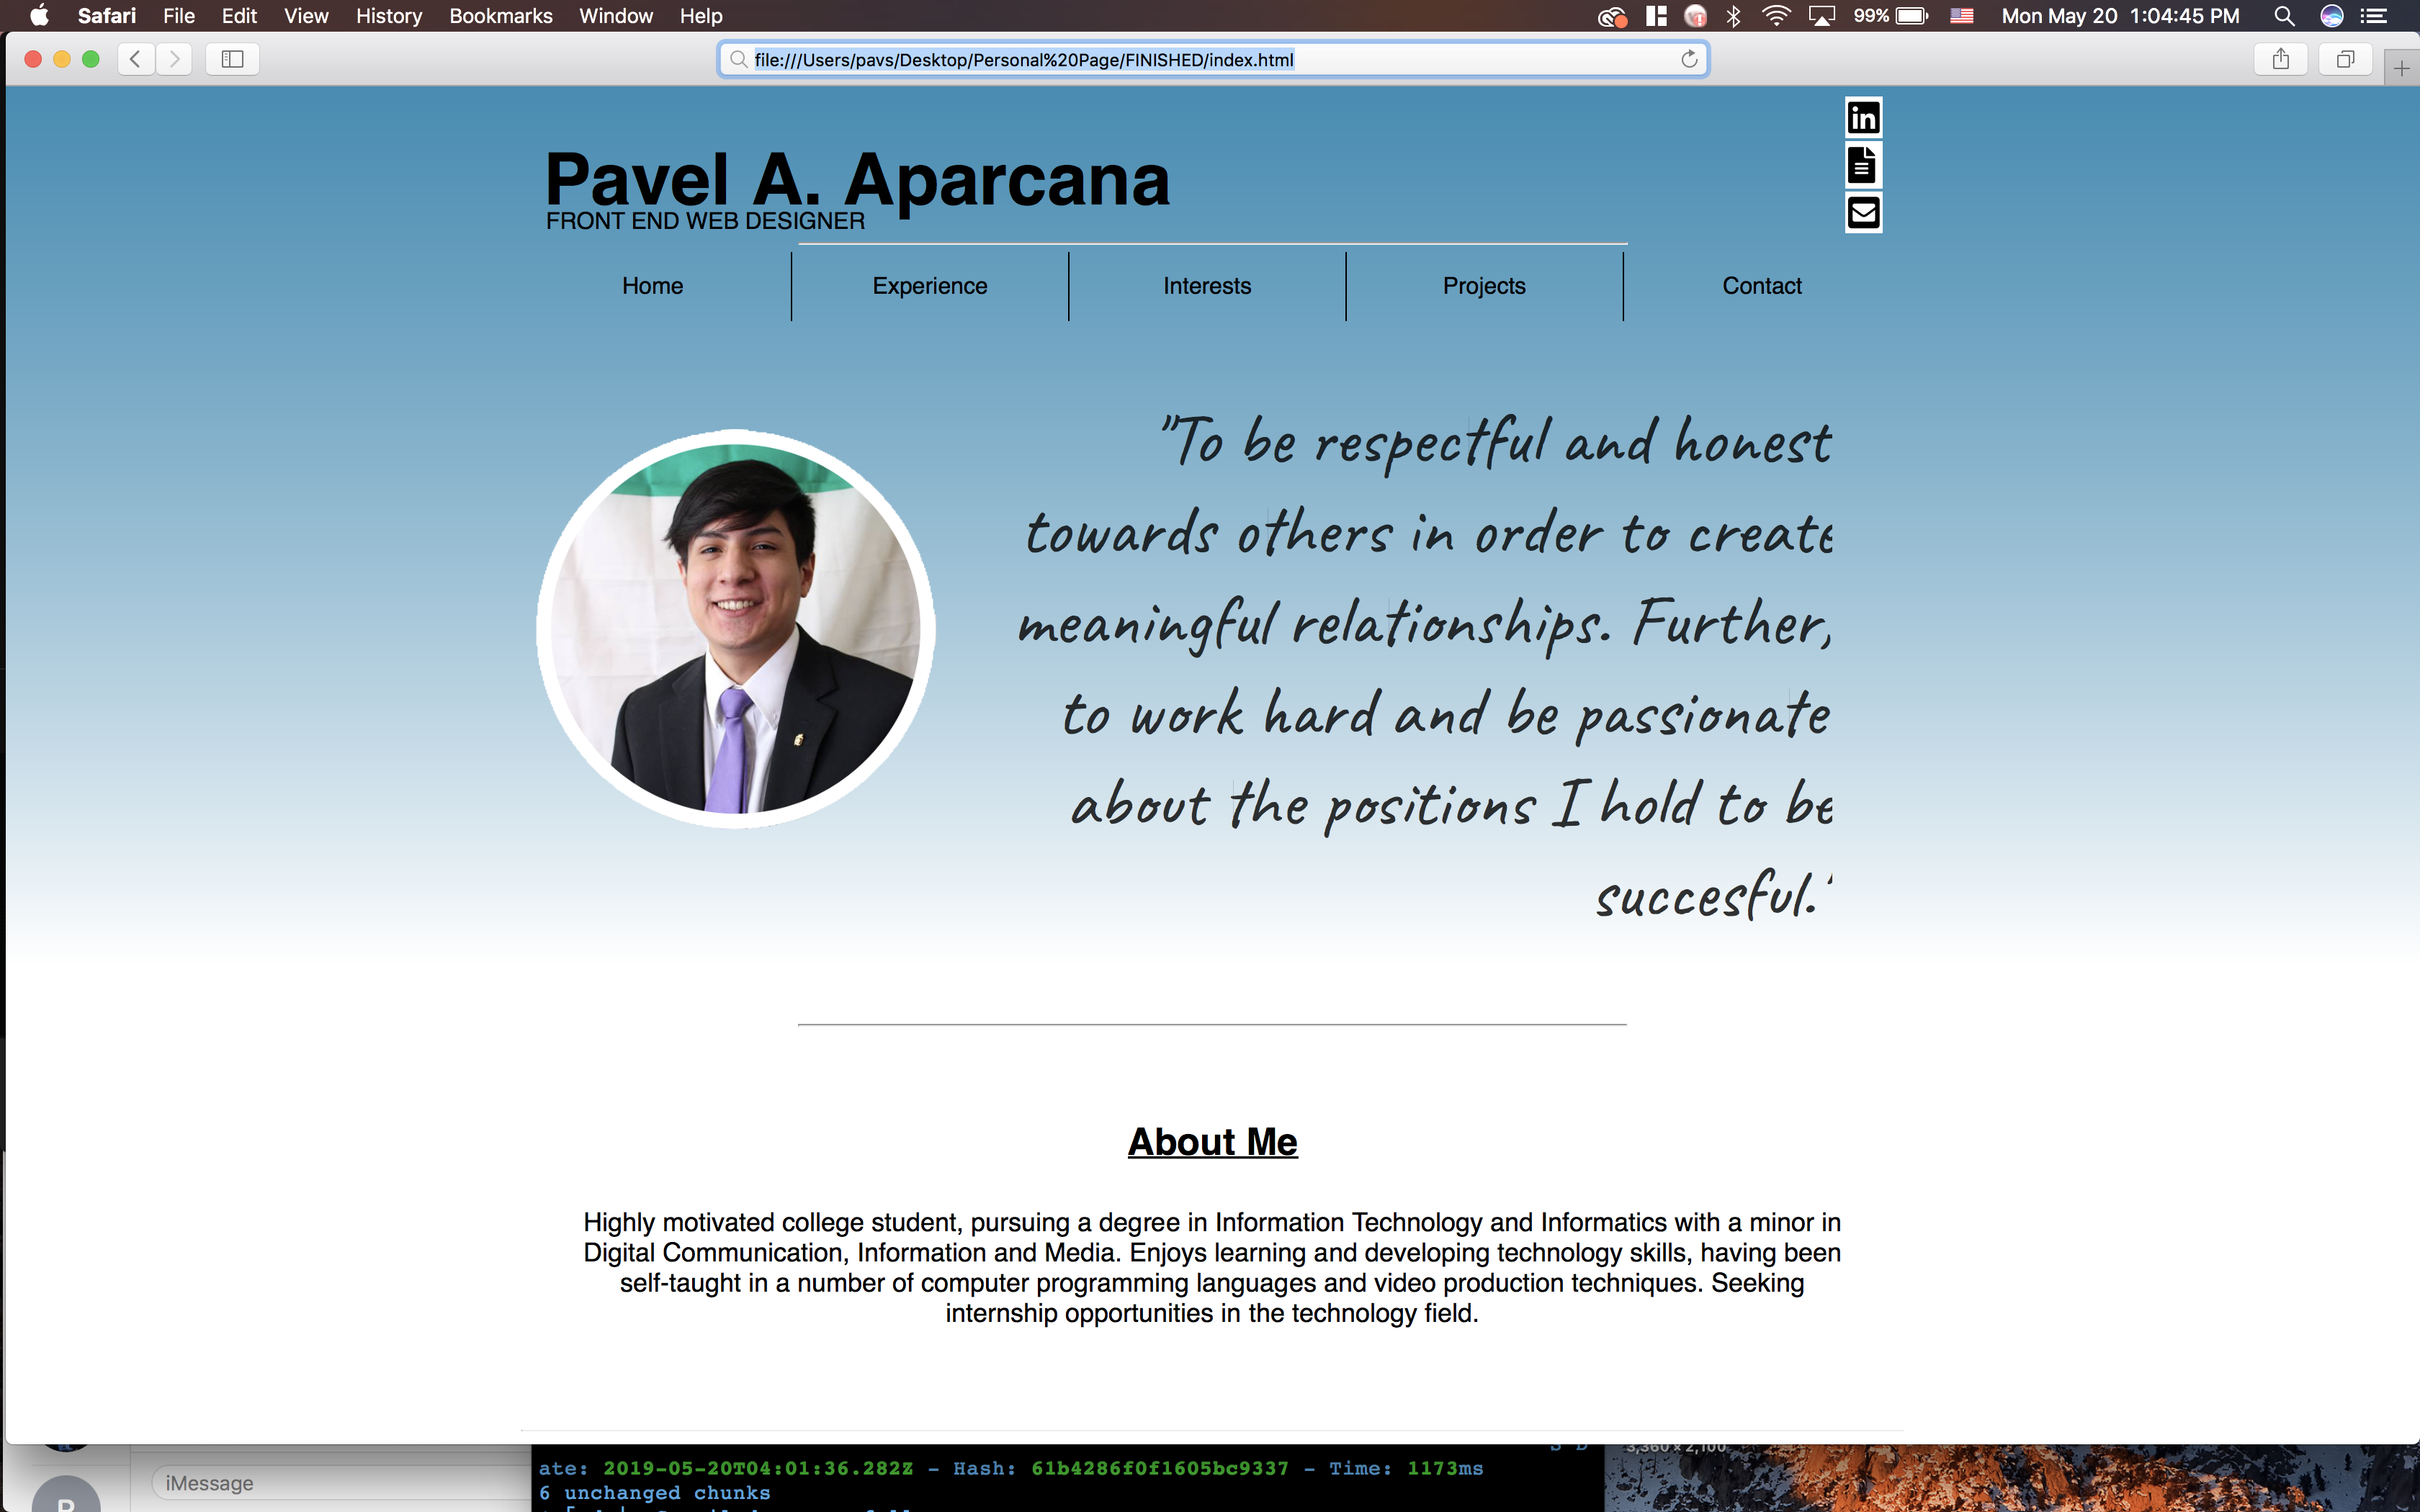 Safari File Edit View History Bookmarks Window Help 99% Mon May 20 1:04:45 PM
file:///Users/pavs/Desktop/Personal%20Page/FINISHED/index.html
in
Pavel A. Aparcana
FRONT END WEB DESIGNER
Home Experience Interests Projects Contact
"To be respectful and honest
towards others in order to create
meaningful relationships. Further,
to work hard and be passionate
about the positions I hold to be
succesful."
About Me
Highly motivated college student, pursuing a degree in Information Technology and Informatics with a minor in
Digital Communication, Information and Media. Enjoys learning and developing technology skills, having been
self-taught in a number of computer programming languages and video production techniques. Seeking
internship opportunities in the technology field.
3,360 × 2,100
iMessage
ate: 2019-05-20T04:01:36.282Z - Hash: 61b4286f0f1605bc9337 - Time: 1173ms
6 unchanged chunks